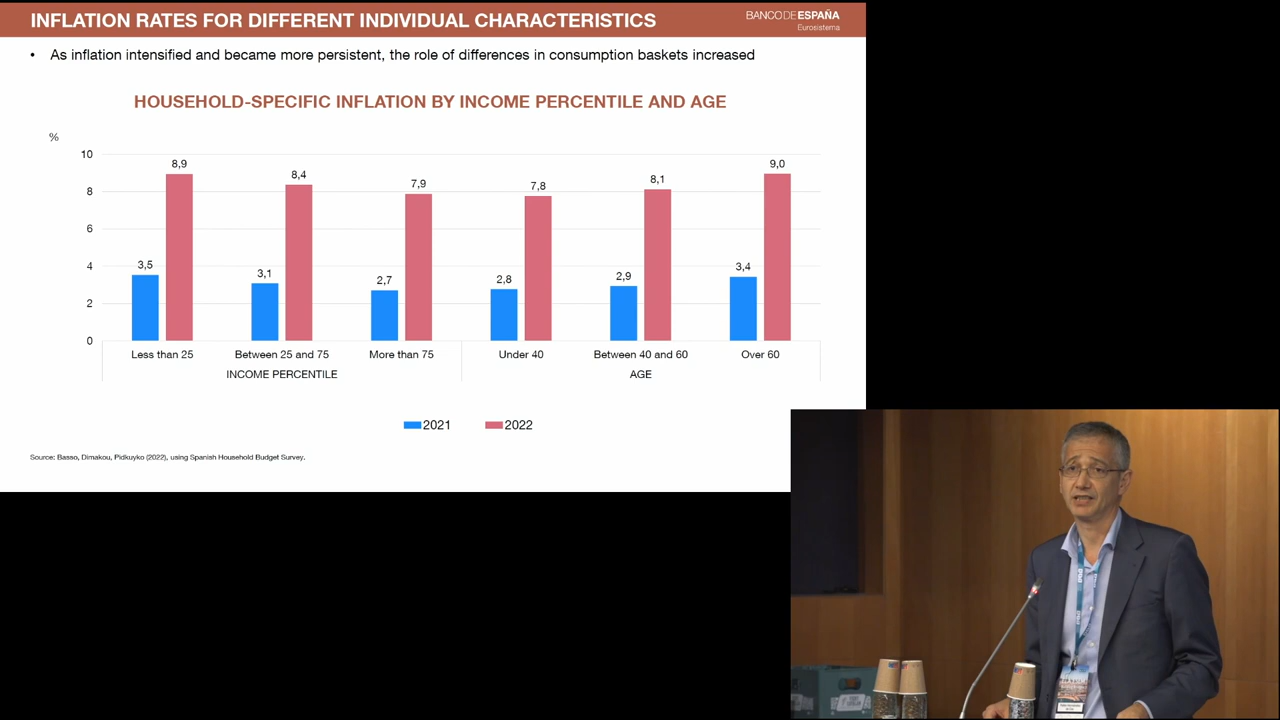 INFLATION RATES FOR DIFFERENT INDIVIDUAL CHARACTERISTICS
BANCODEESPAÑA
Eurosistema
• As inflation intensified and became more persistent, the role of differences in consumption baskets increased
HOUSEHOLD-SPECIFIC INFLATION BY INCOME PERCENTILE AND AGE
%
10
8
6
4
2
0
3,5
8,9
3,1
8,4
2,7
7,9
2,8
7,8
2,9
8,1
3,4
9,0
Less than 25
Between 25 and 75
More than 75
Under 40
Between 40 and 60
Over 60
INCOME PERCENTILE
AGE
2021
2022
Source: Basso, Dimakou, Pidkuyko (2022), using Spanish Household Budget Survey.